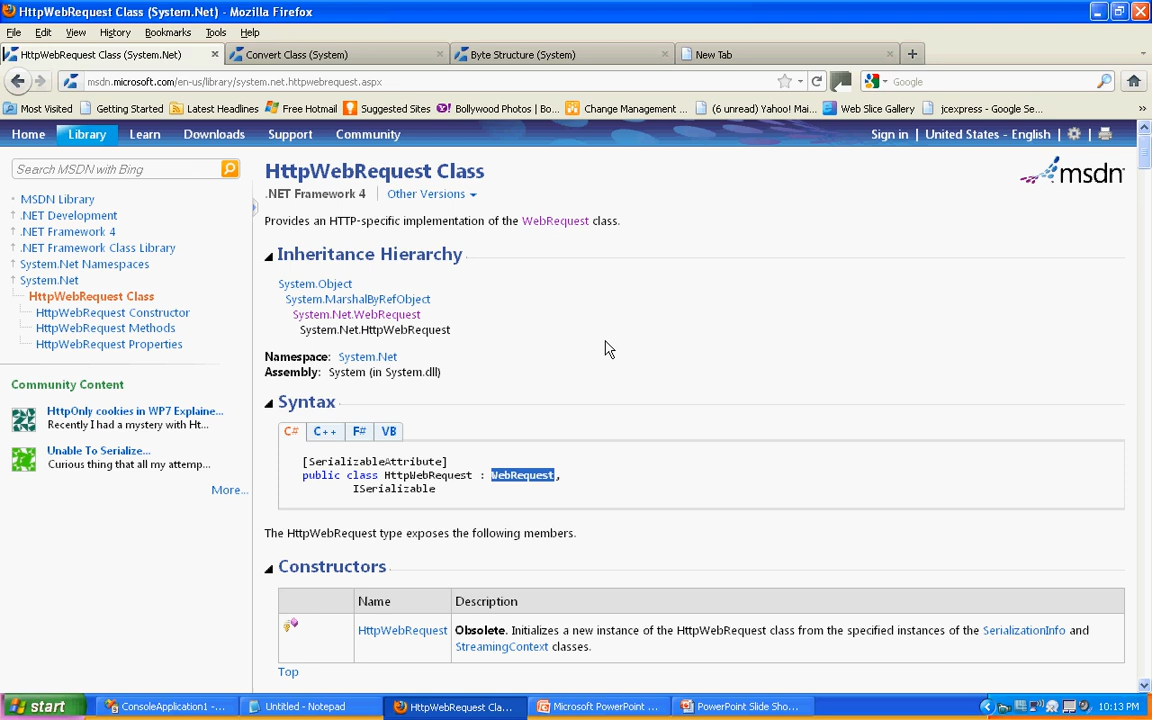 HttpWebRequest Class (System.Net) - Mozilla Firefox
File Edit View History Bookmarks Tools Help
HttpWebRequest Class (System.Net) × Convert Class (System) × Byte Structure (System) × New Tab × +
msdn.microsoft.com/en-us/library/system.net.httpwebrequest.aspx Google
Most Visited Getting Started Latest Headlines Free Hotmail Suggested Sites Bollywood Photos | Bo... Change Management ... (6 unread) Yahoo! Mai... Web Slice Gallery jcexpress - Google Se... »
Home Library Learn Downloads Support Community Sign in | United States - English
Search MSDN with Bing
MSDN Library
.NET Development
.NET Framework 4
.NET Framework Class Library
System.Net Namespaces
System.Net
HttpWebRequest Class
HttpWebRequest Constructor
HttpWebRequest Methods
HttpWebRequest Properties
Community Content
HttpOnly cookies in WP7 Explaine...
Recently I had a mystery with Ht...
Unable To Serialize...
Curious thing that all my attemp...
More...
HttpWebRequest Class
msdn
.NET Framework 4 Other Versions
Provides an HTTP-specific implementation of the WebRequest class.
Inheritance Hierarchy
System.Object
System.MarshalByRefObject
System.Net.WebRequest
System.Net.HttpWebRequest
Namespace: System.Net
Assembly: System (in System.dll)
Syntax
C# C++ F# VB
[SerializableAttribute]
public class HttpWebRequest : WebRequest,
ISerializable
The HttpWebRequest type exposes the following members.
Constructors
Name Description
HttpWebRequest Obsolete. Initializes a new instance of the HttpWebRequest class from the specified instances of the SerializationInfo and
StreamingContext classes.
Top
start ConsoleApplication1 -... Untitled - Notepad HttpWebRequest Cla... Microsoft PowerPoint ... PowerPoint Slide Sho... 10:13 PM